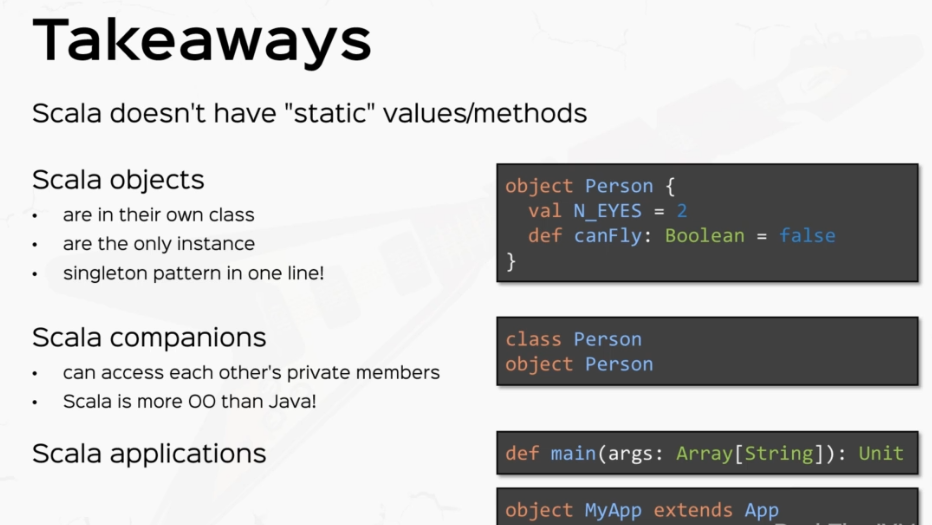 Takeaways
Scala doesn't have "static" values/methods
Scala objects
• are in their own class
• are the only instance
• singleton pattern in one line!
object Person {
val N_EYES = 2
def canFly: Boolean = false
}
Scala companions
• can access each other's private members
• Scala is more OO than Java!
class Person
object Person
Scala applications
def main(args: Array[String]): Unit
object MyApp extends App